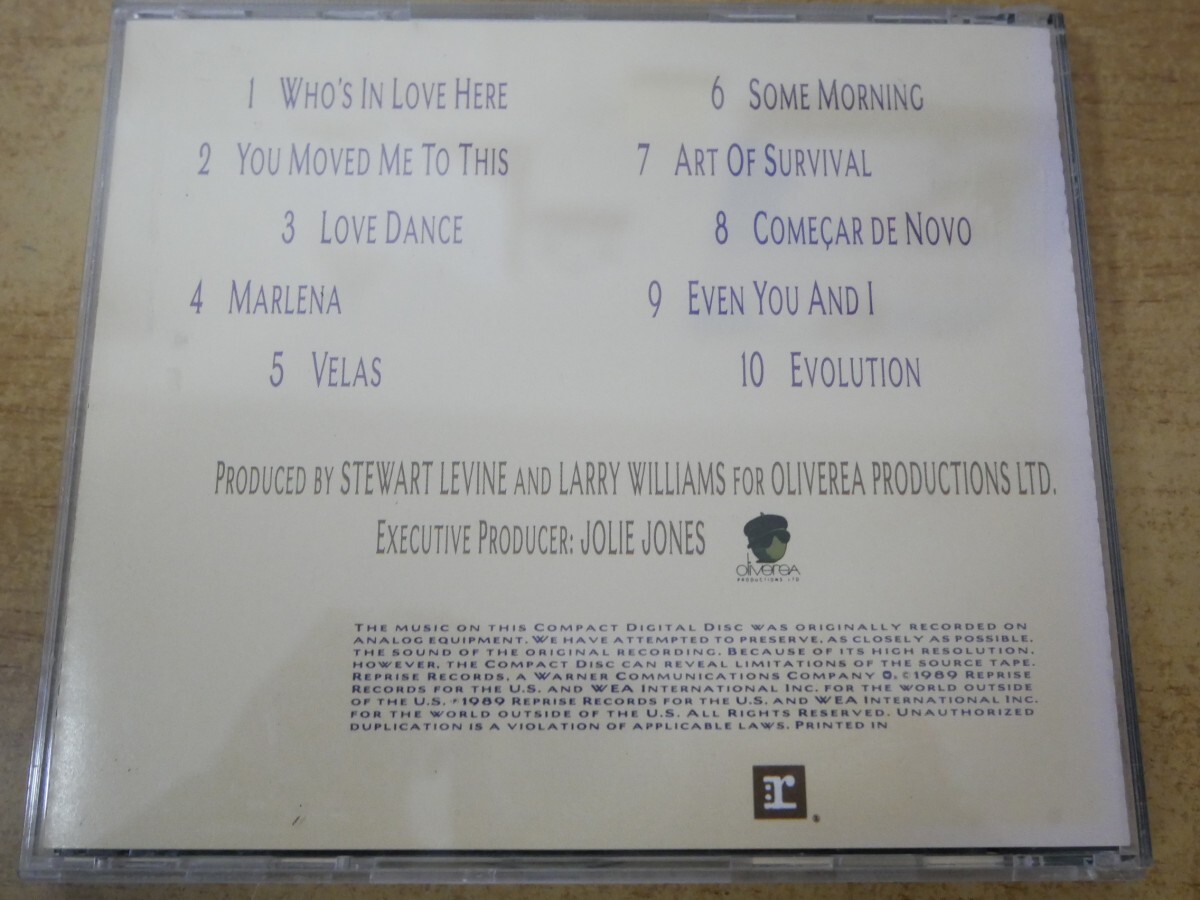 1 WHO'S IN LOVE HERE
2 YOU MOVED ME TO THIS
3 LOVE DANCE
4 MARLENA
5 VELAS
6 SOME MORNING
7 ART OF SURVIVAL
8 COMEÇAR DE NOVO
9 EVEN YOU AND I
10 EVOLUTION
PRODUCED BY STEWART LEVINE AND LARRY WILLIAMS FOR OLIVEREA PRODUCTIONS LTD.
EXECUTIVE PRODUCER: JOLIE JONES
OLIVEREA
PRODUCTIONS LTD
THE MUSIC ON THIS COMPACT DIGITAL DISC WAS ORIGINALLY RECORDED ON
ANALOG EQUIPMENT. WE HAVE ATTEMPTED TO PRESERVE, AS CLOSELY AS POSSIBLE,
THE SOUND OF THE ORIGINAL RECORDING. BECAUSE OF ITS HIGH RESOLUTION,
HOWEVER, THE COMPACT DISC CAN REVEAL LIMITATIONS OF THE SOURCE TAPE.
REPRISE RECORDS, A WARNER COMMUNICATIONS COMPANY , ©1989 REPRISE
RECORDS FOR THE U.S. AND WEA INTERNATIONAL INC. FOR THE WORLD OUTSIDE
OF THE U.S. ℗1989 REPRISE RECORDS FOR THE U.S. AND WEA INTERNATIONAL INC.
FOR THE WORLD OUTSIDE OF THE U.S. ALL RIGHTS RESERVED. UNAUTHORIZED
DUPLICATION IS A VIOLATION OF APPLICABLE LAWS. PRINTED IN
:r ®